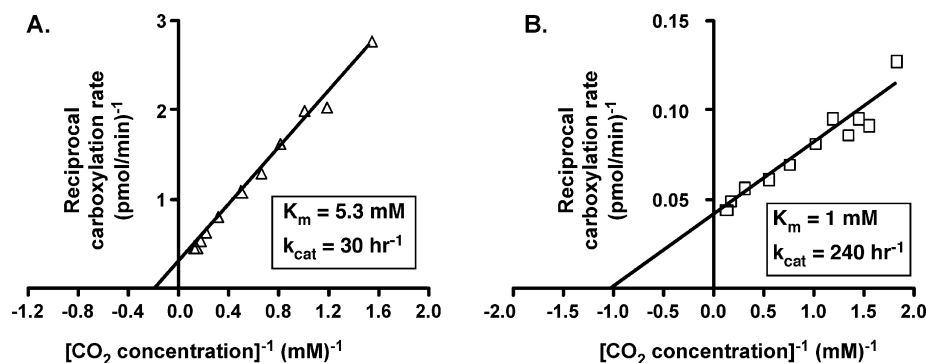 A.
Reciprocal
carboxylation rate
(pmol/min)-1
3
2
1
Km = 5.3 mM
kcat = 30 hr-1
-1.2 -0.8 -0.4 0.0 0.4 0.8 1.2 1.6 2.0
[CO2 concentration]-1 (mM)-1
B.
Reciprocal
carboxylation rate
(pmol/min)-1
0.15
0.10
0.05
Km = 1 mM
kcat = 240 hr-1
-2.0 -1.5 -1.0 -0.5 0.0 0.5 1.0 1.5 2.0
[CO2 concentration]-1 (mM)-1